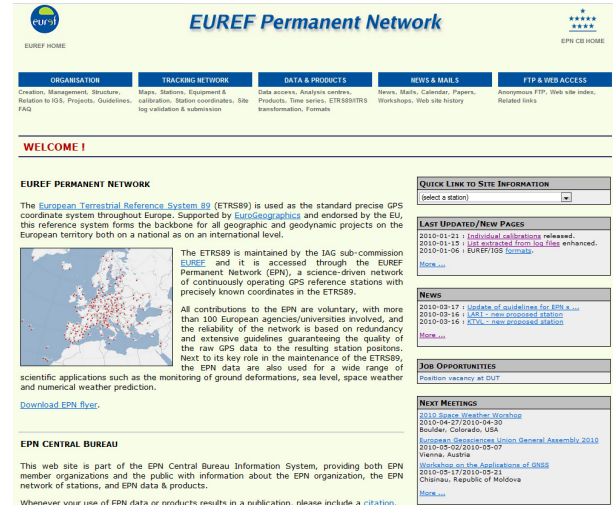 euref
EUREF Permanent Network
EUREF HOME
EPN CB HOME
ORGANISATION
Creation, Management, Structure,
Relation to IGS, Projects, Guidelines,
FAQ
TRACKING NETWORK
Maps, Stations, Equipment &
calibration, Station coordinates, Site
log validation & submission
DATA & PRODUCTS
Data access, Analysis centres,
Products, Time series, ETRS89/ITRS
transformation, Formats
NEWS & MAILS
News, Mails, Calendar, Papers,
Workshops, Web site history
FTP & WEB ACCESS
Anonymous FTP, Web site index,
Related links
WELCOME !
EUREF PERMANENT NETWORK
The European Terrestrial Reference System 89 (ETRS89) is used as the standard precise GPS
coordinate system throughout Europe. Supported by EuroGeographics and endorsed by the EU,
this reference system forms the backbone for all geographic and geodynamic projects on the
European territory both on a national as on an international level.
The ETRS89 is maintained by the IAG sub-comission
EUREF and it is accessed through the EUREF
Permanent Network (EPN), a science-driven network
of continuously operating GPS reference stations with
precisely known coordinates in the ETRS89.
All contributions to the EPN are voluntary, with more
than 100 European agencies/universities involved, and
the reliability of the network is based on redundancy
and extensive guidelines guaranteeing the quality of
the raw GPS data to the resulting station positons.
Next to its key role in the maintenance of the ETRS89,
the EPN data are also used for a wide range of
scientific applications such as the monitoring of ground deformations, sea level, space weather
and numerical weather prediction.
Download EPN flyer.
EPN CENTRAL BUREAU
This web site is part of the EPN Central Bureau Information System, providing both EPN
member organizations and the public with information about the EPN organization, the EPN
network of stations, and EPN data & products.
Whenever your use of EPN data or products results in a publication, please include a citation.
QUICK LINK TO SITE INFORMATION
(select a station)
LAST UPDATED/NEW PAGES
2010-01-21 : Individual calibrations released.
2010-01-15 : List extracted from log files enhanced.
2010-01-06 : EUREF/IGS formats.
More ...
NEWS
2010-03-17 : Update of guidelines for EPN s ...
2010-03-16 : LARI - new proposed station
2010-03-16 : KTVL - new proposed station
More ...
JOB OPPORTUNITIES
Position vacancy at DUT
NEXT MEETINGS
2010 Space Weather Worshop
2010-04-27/2010-04-30
Boulder, Colorado, USA
European Geosciences Union General Assembly 2010
2010-05-02/2010-05-07
Vienna, Austria
Workshop on the Applications of GNSS
2010-05-17/2010-05-21
Chisinau, Republic of Moldova
More ...